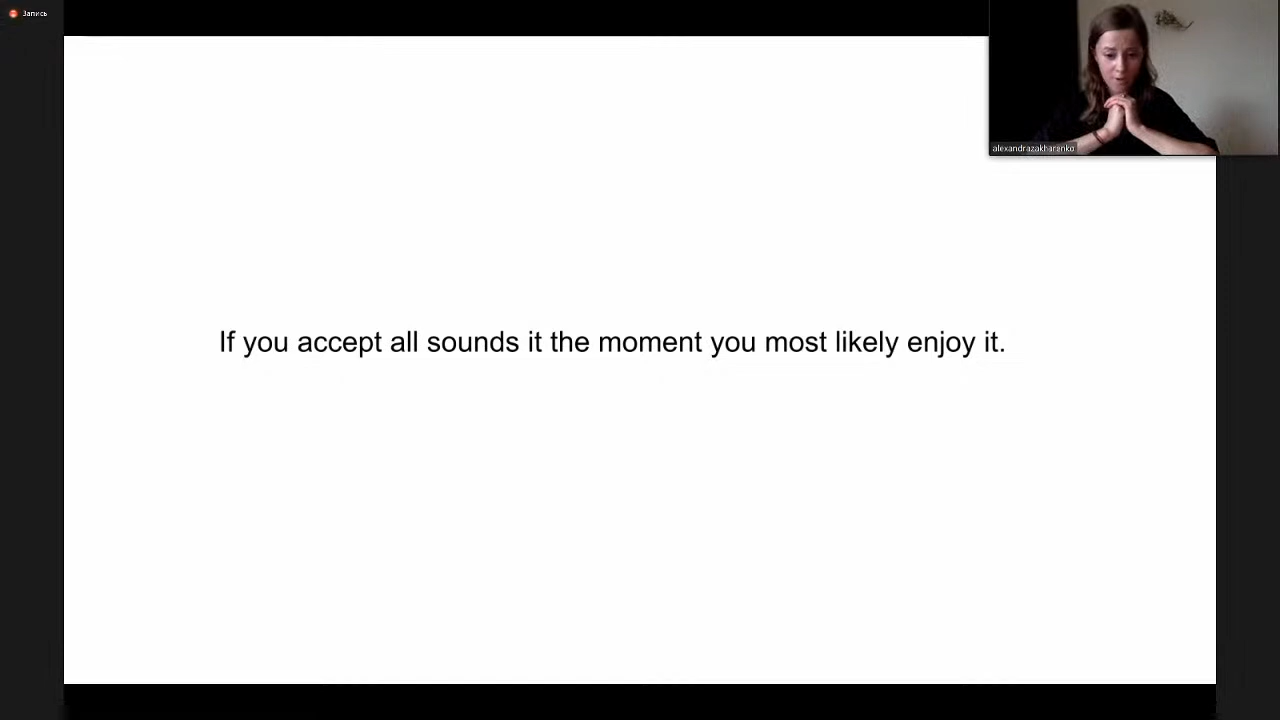 Запись
alexandrazakharenko
If you accept all sounds it the moment you most likely enjoy it.